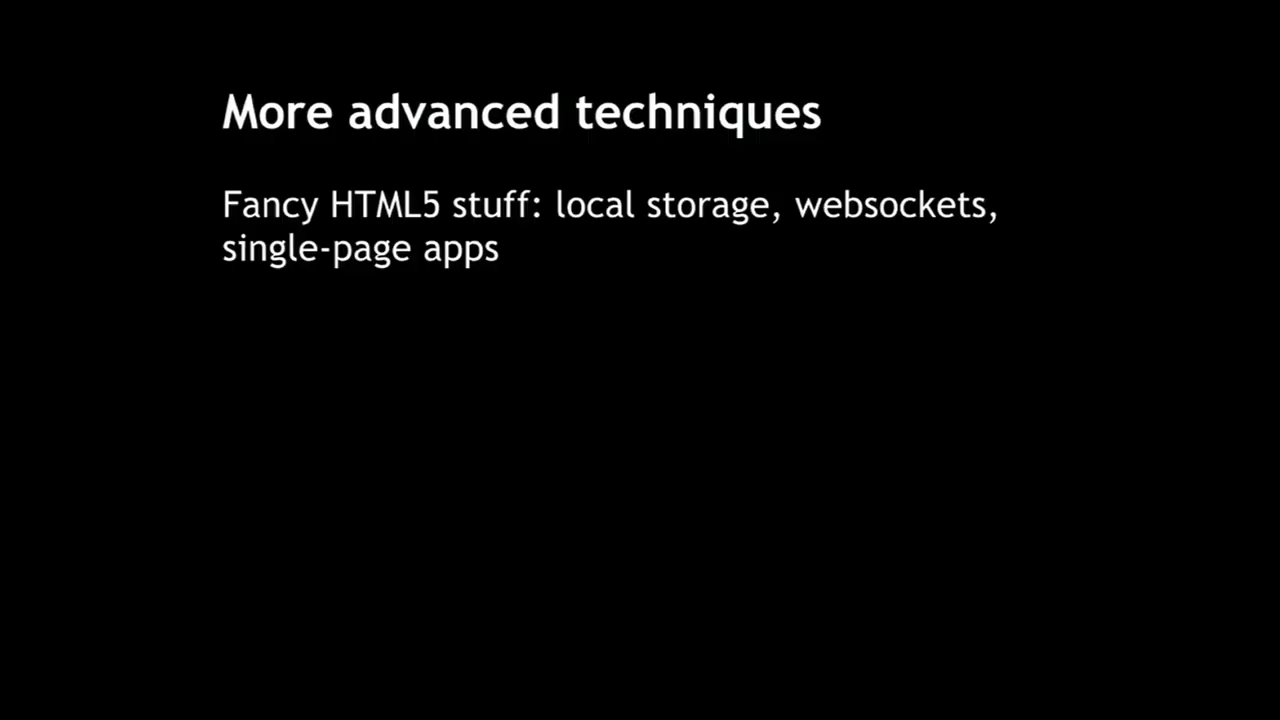 More advanced techniques
Fancy HTML5 stuff: local storage, websockets,
single-page apps